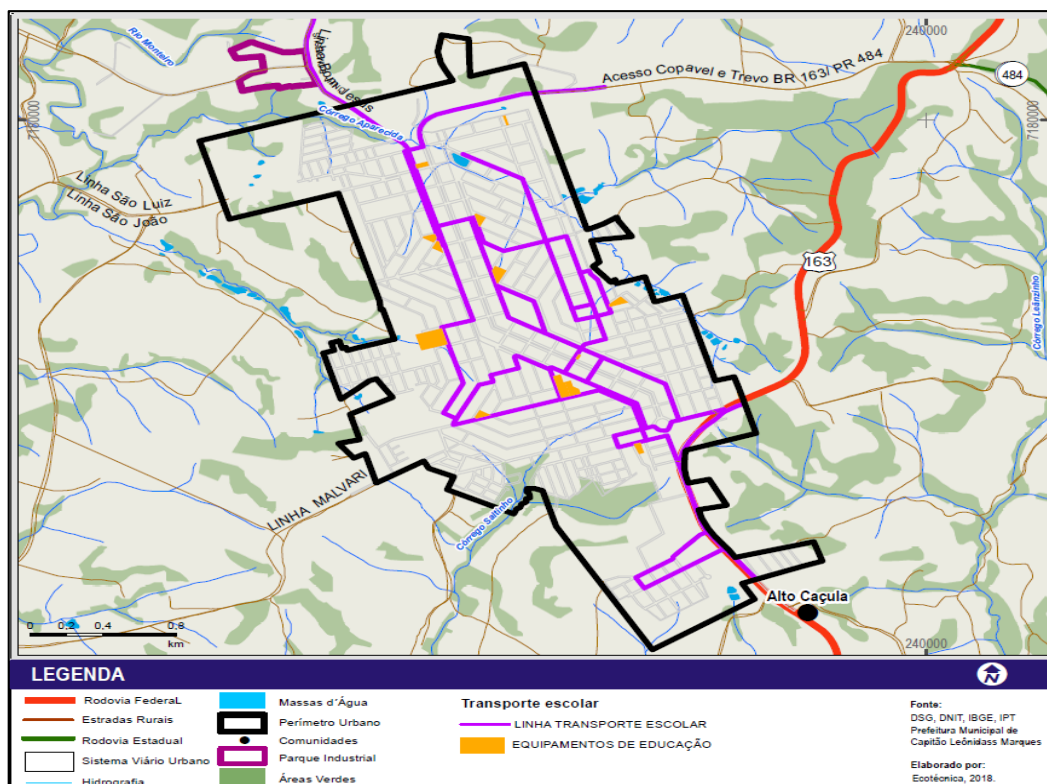 240000
Rio Monteiro
Linha Bom Jesus
Acesso Copavel e Trevo BR 163/ PR 484
484
7180000
7180000
Córrego Aparecida
Linha São Luiz
Linha São João
163
Córrego Leãnzinho
LINHA MALVARI
Córrego Saltinho
Alto Caçula
0 0,2 0,4 0,8
km
240000
LEGENDA
N
Rodovia FederaL
Estradas Rurais
Rodovia Estadual
Sistema Viário Urbano
Hidrografia
Massas d'Água
Perímetro Urbano
Comunidades
Parque Industrial
Áreas Verdes
Transporte escolar
LINHA TRANSPORTE ESCOLAR
EQUIPAMENTOS DE EDUCAÇÃO
Fonte:
DSG, DNIT, IBGE, IPT
Prefeitura Municipal de
Capitão Leônidass Marques
Elaborado por:
Ecotécnica, 2018.